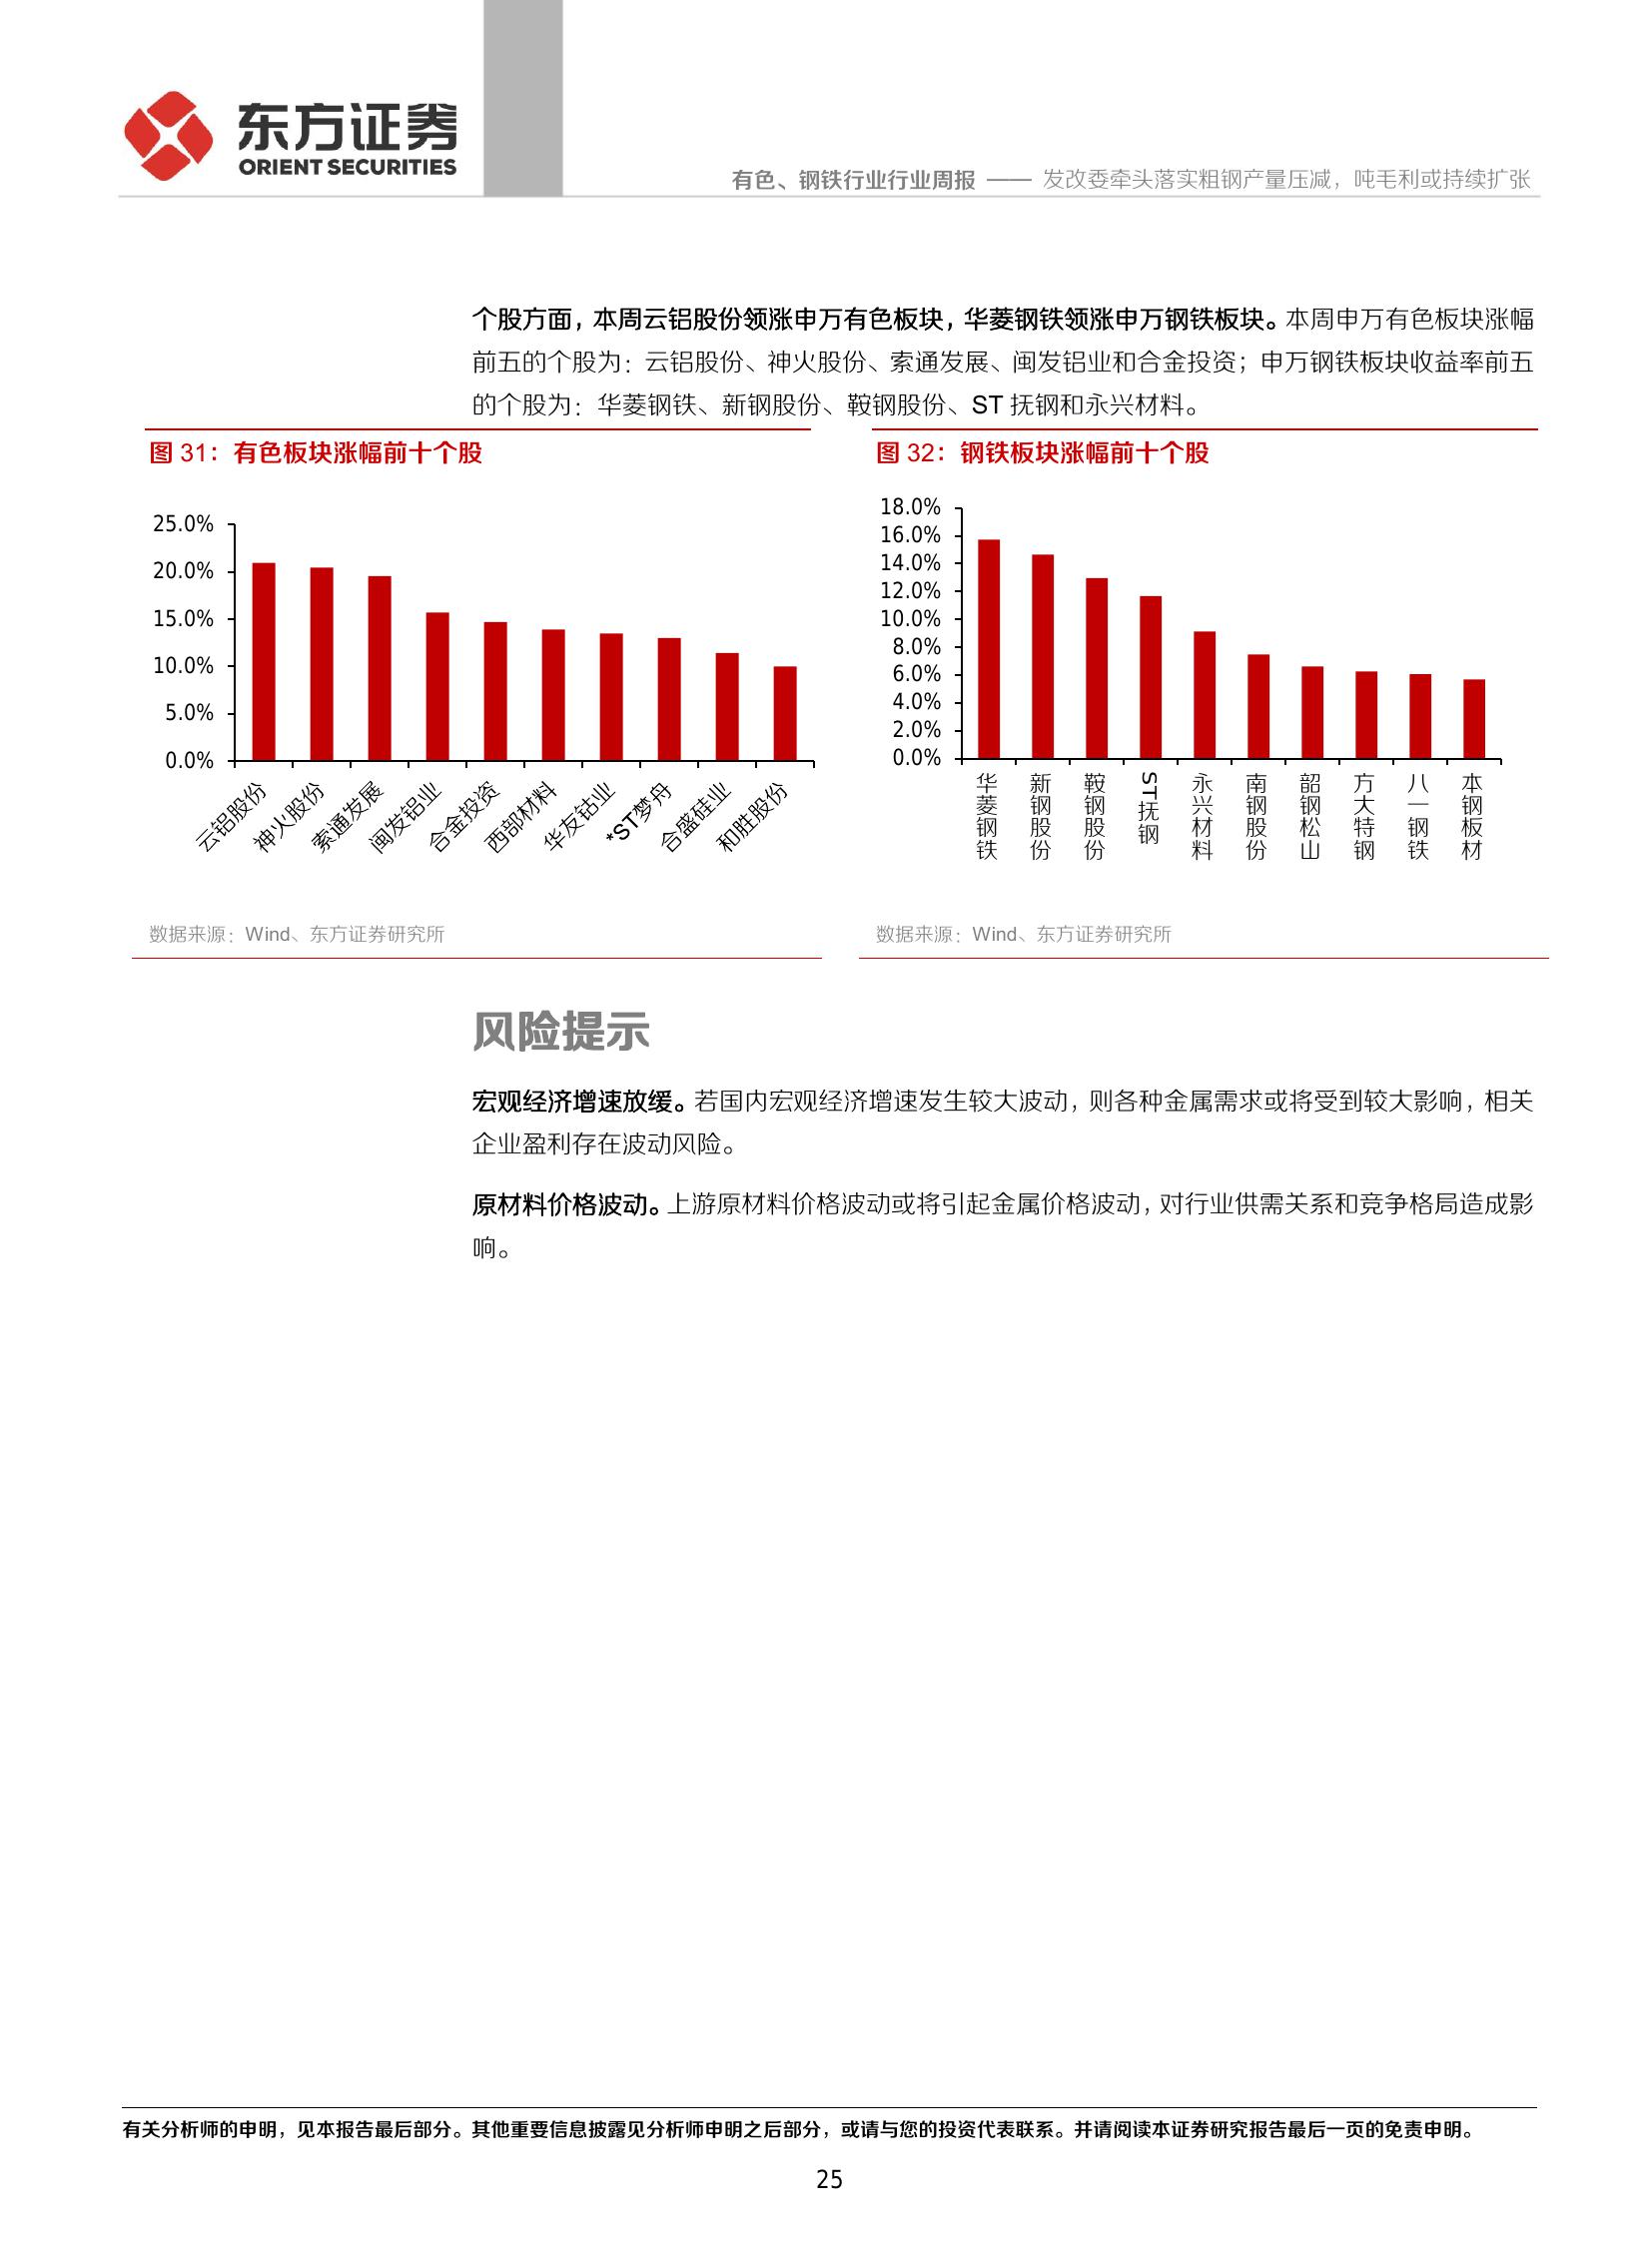 东方证券
ORIENT SECURITIES
有色、钢铁行业行业周报 —— 发改委牵头落实粗钢产量压减，吨毛利或持续扩张
个股方面，本周云铝股份领涨申万有色板块，华菱钢铁领涨申万钢铁板块。本周申万有色板块涨幅
前五的个股为：云铝股份、神火股份、索通发展、闽发铝业和合金投资；申万钢铁板块收益率前五
的个股为：华菱钢铁、新钢股份、鞍钢股份、ST 抚钢和永兴材料。
图 31：有色板块涨幅前十个股
25.0%
20.0%
15.0%
10.0%
5.0%
0.0%
云铝股份
神火股份
索通发展
闽发铝业
合金投资
西部材料
华友钴业
*ST梦舟
合盛硅业
和胜股份
数据来源：Wind、东方证券研究所
图 32：钢铁板块涨幅前十个股
18.0%
16.0%
14.0%
12.0%
10.0%
8.0%
6.0%
4.0%
2.0%
0.0%
华菱钢铁
新钢股份
鞍钢股份
ST抚钢
永兴材料
南钢股份
韶钢松山
方大特钢
八一钢铁
本钢板材
数据来源：Wind、东方证券研究所
风险提示
宏观经济增速放缓。若国内宏观经济增速发生较大波动，则各种金属需求或将受到较大影响，相关
企业盈利存在波动风险。
原材料价格波动。上游原材料价格波动或将引起金属价格波动，对行业供需关系和竞争格局造成影
响。
有关分析师的申明，见本报告最后部分。其他重要信息披露见分析师申明之后部分，或请与您的投资代表联系。并请阅读本证券研究报告最后一页的免责申明。
25